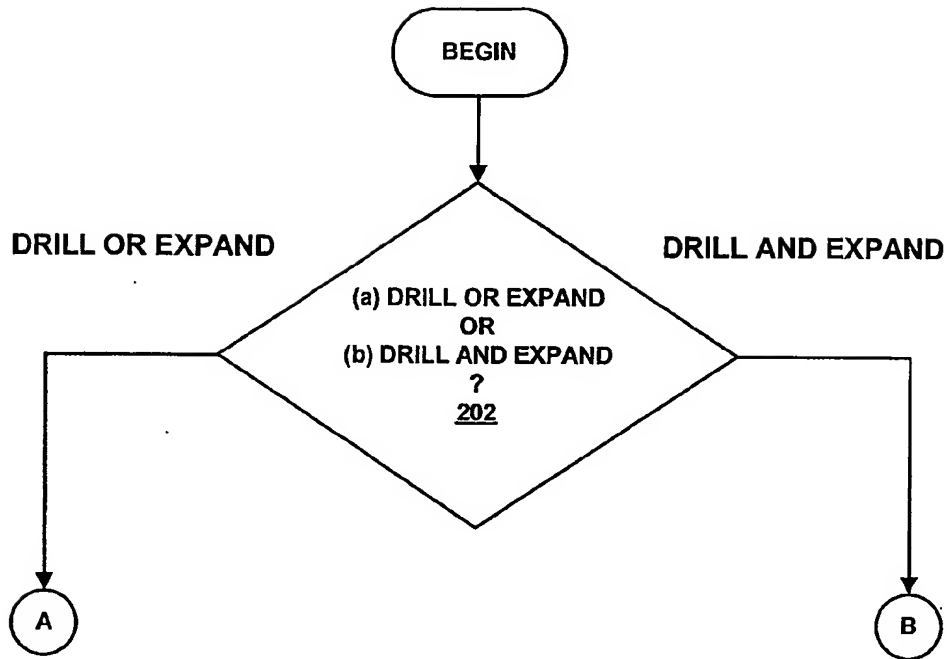 BEGIN
DRILL OR EXPAND
DRILL AND EXPAND
(a) DRILL OR EXPAND
OR
(b) DRILL AND EXPAND
?
202
A
B